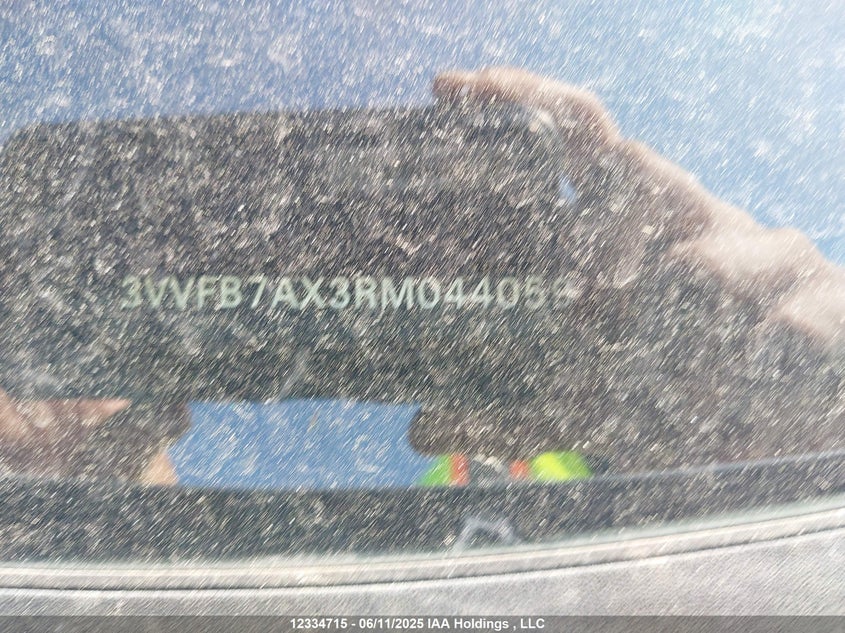 3VVFB7AX3RM044059
12334715 - 06/11/2025 IAA Holdings , LLC